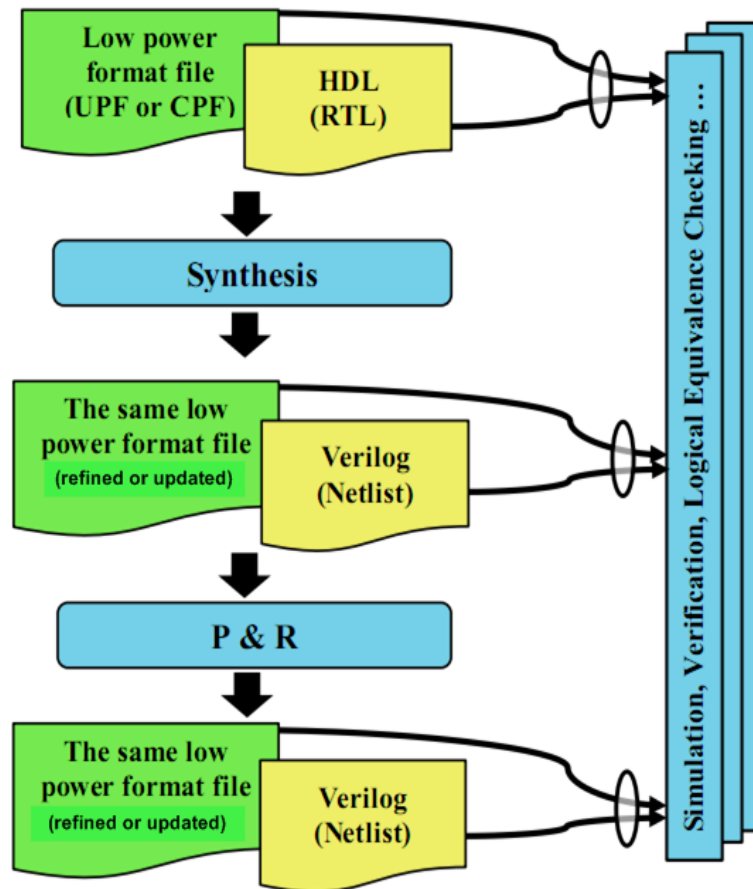 Low power
format file
(UPF or CPF)
HDL
(RTL)
Synthesis
The same low
power format file
(refined or updated)
Verilog
(Netlist)
P & R
The same low
power format file
(refined or updated)
Verilog
(Netlist)
Simulation, Verification, Logical Equivalence Checking ...